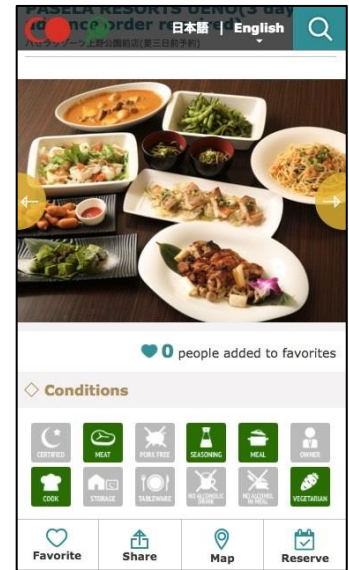 PASELA RESORTS UENO(3 day
advance order required)
日本語 | English
パセラリゾーツ上野公園前店(要三日前予約)
0 people added to favorites
Conditions
CERTIFIED
MEAT
PORK FREE
SEASONING
MEAL
OWNER
COOK
STORAGE
TABLEWARE
NO ALCOHOLIC DRINK
NO ALCOHOL IN MEAL
VEGETARIAN
Favorite
Share
Map
Reserve